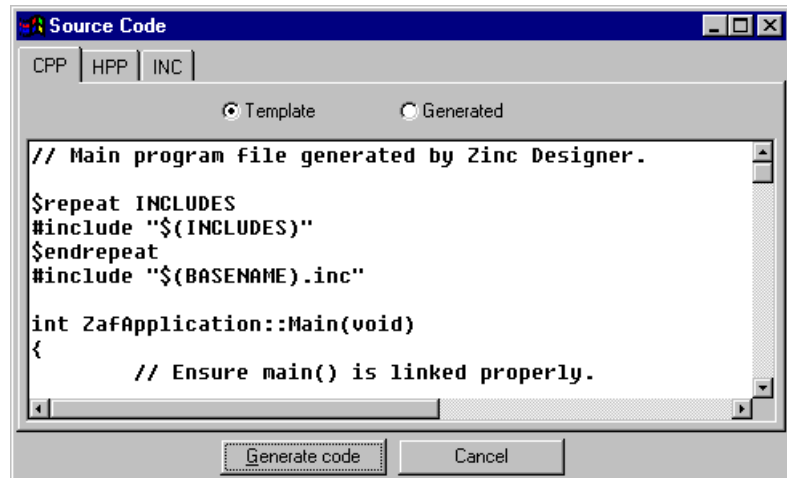 Source Code
CPP HPP INC
Template Generated
// Main program file generated by Zinc Designer.
$repeat INCLUDES
#include "$(INCLUDES)"
$endrepeat
#include "$(BASENAME).inc"
int ZafApplication::Main(void)
{
// Ensure main() is linked properly.
Generate code Cancel